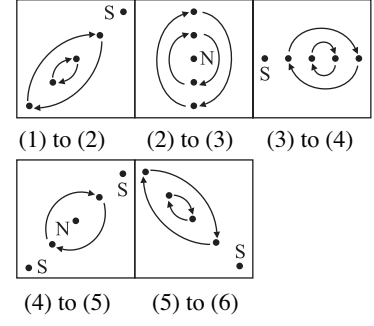 S N S
(1) to (2) (2) to (3) (3) to (4)
S N S S
(4) to (5) (5) to (6)